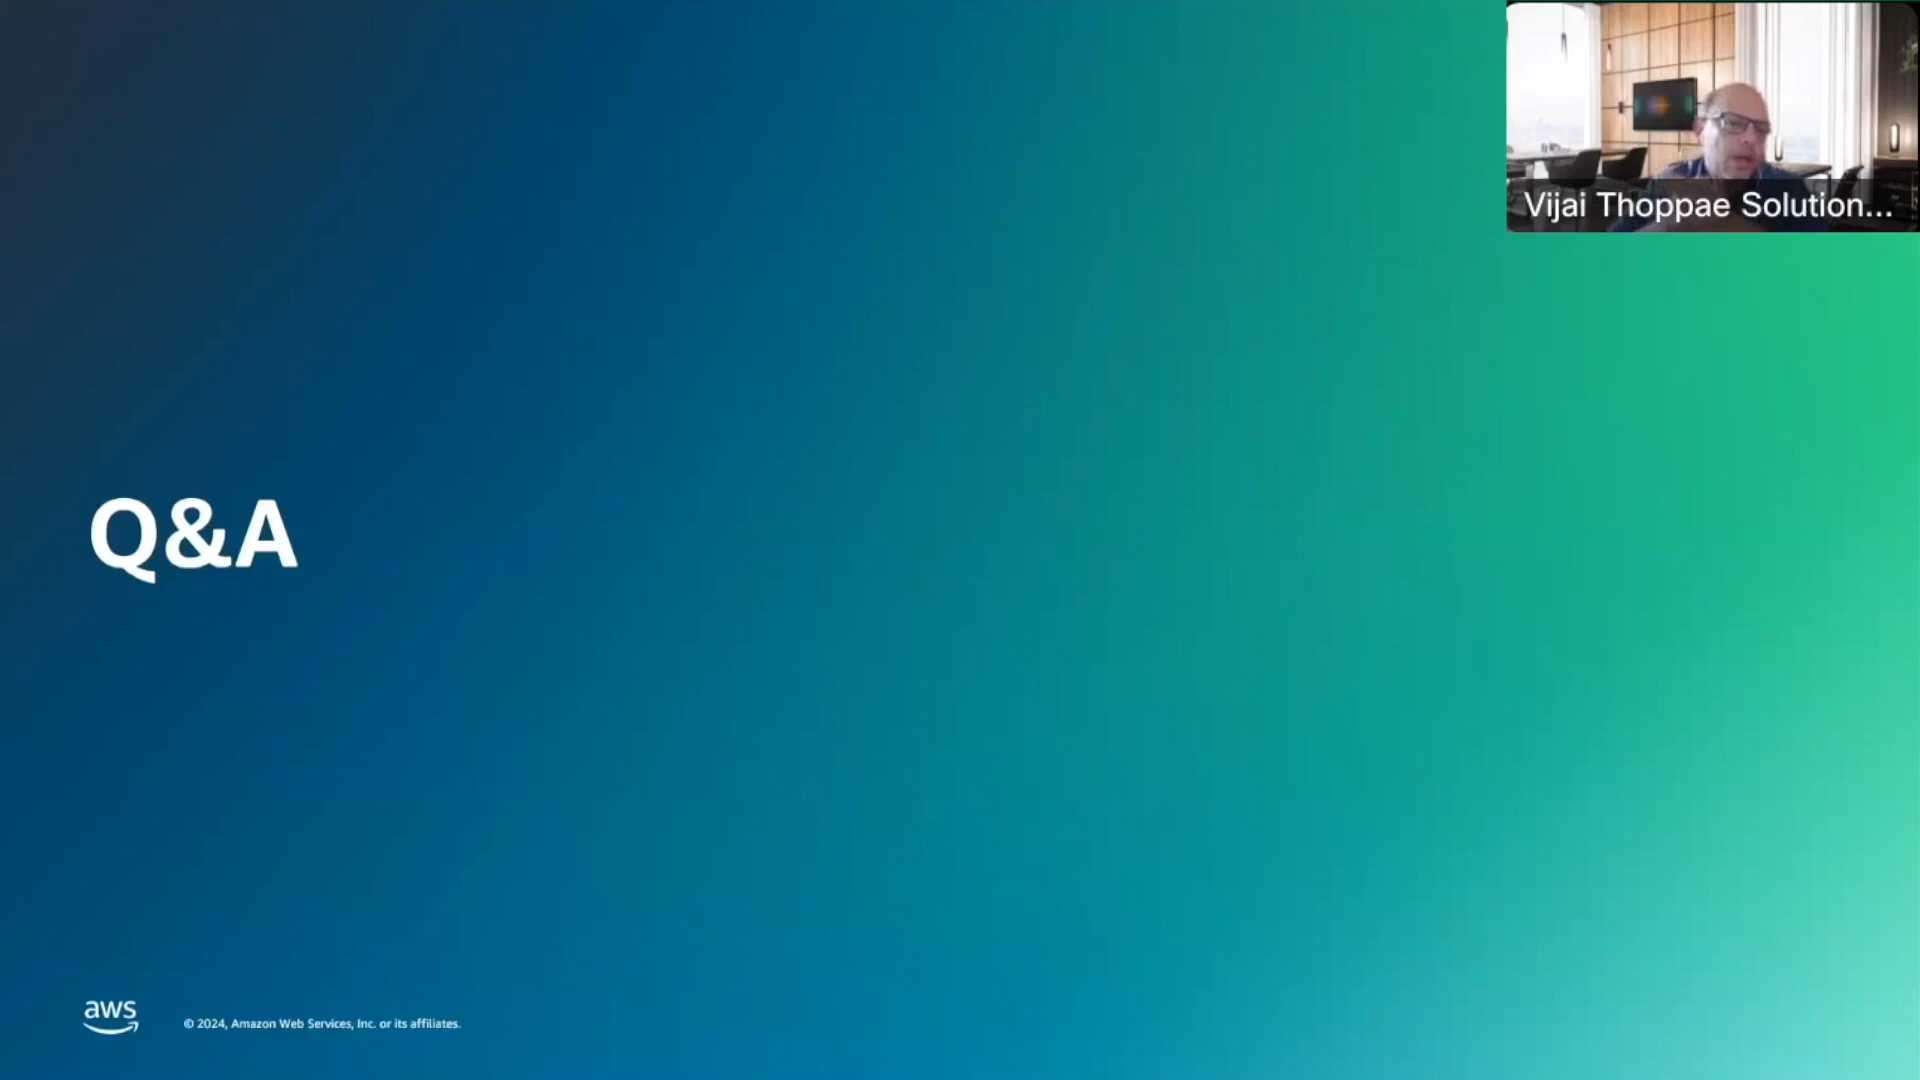 Vijai Thoppae Solution...
Q&A
aws
© 2024, Amazon Web Services, Inc. or its affiliates.